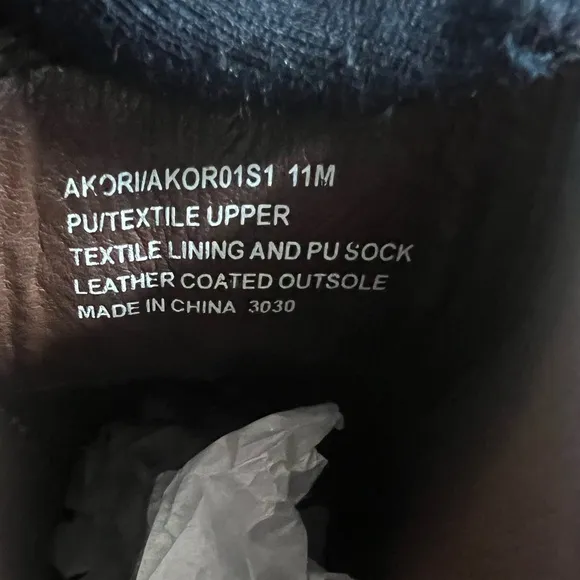 AKORI/AKOR01S1 11M
PU/TEXTILE UPPER
TEXTILE LINING AND PU SOCK
LEATHER COATED OUTSOLE
MADE IN CHINA 3030